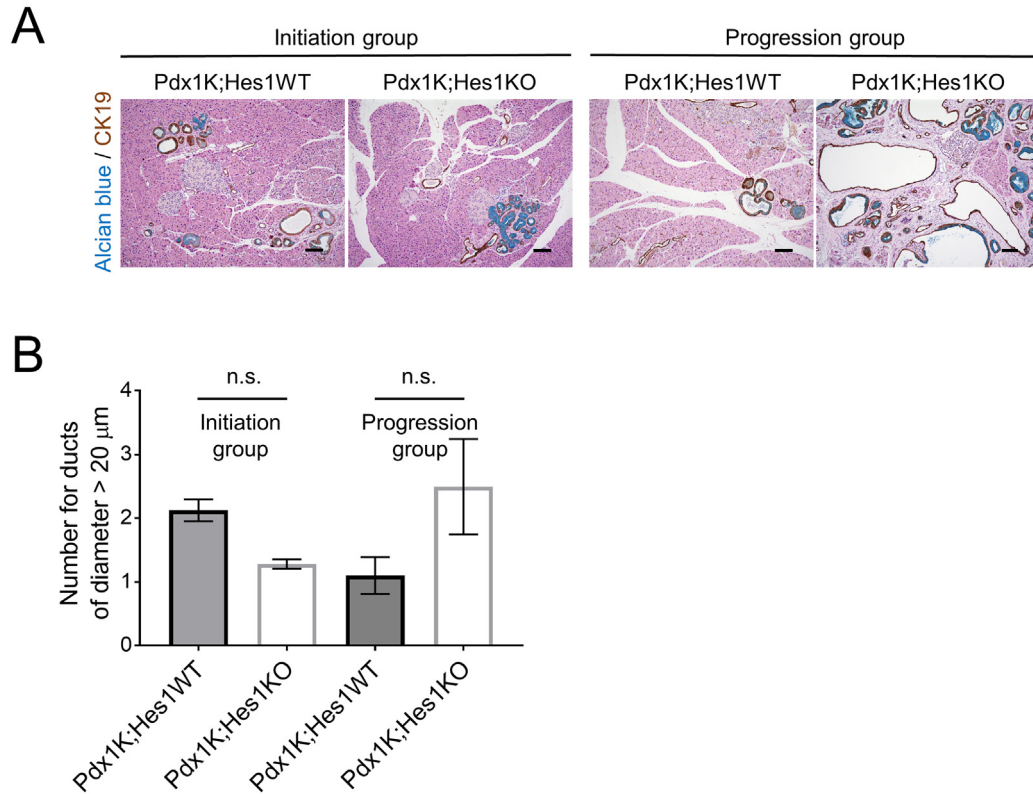 A
Initiation group
Progression group
Pdx1K;Hes1WT
Pdx1K;Hes1KO
Pdx1K;Hes1WT
Pdx1K;Hes1KO
Alcian blue / CK19
B
Number for ducts
of diameter > 20 μm
4
3
2
1
0
n.s.
n.s.
Initiation
group
Progression
group
Pdx1K;Hes1WT
Pdx1K;Hes1KO
Pdx1K;Hes1WT
Pdx1K;Hes1KO